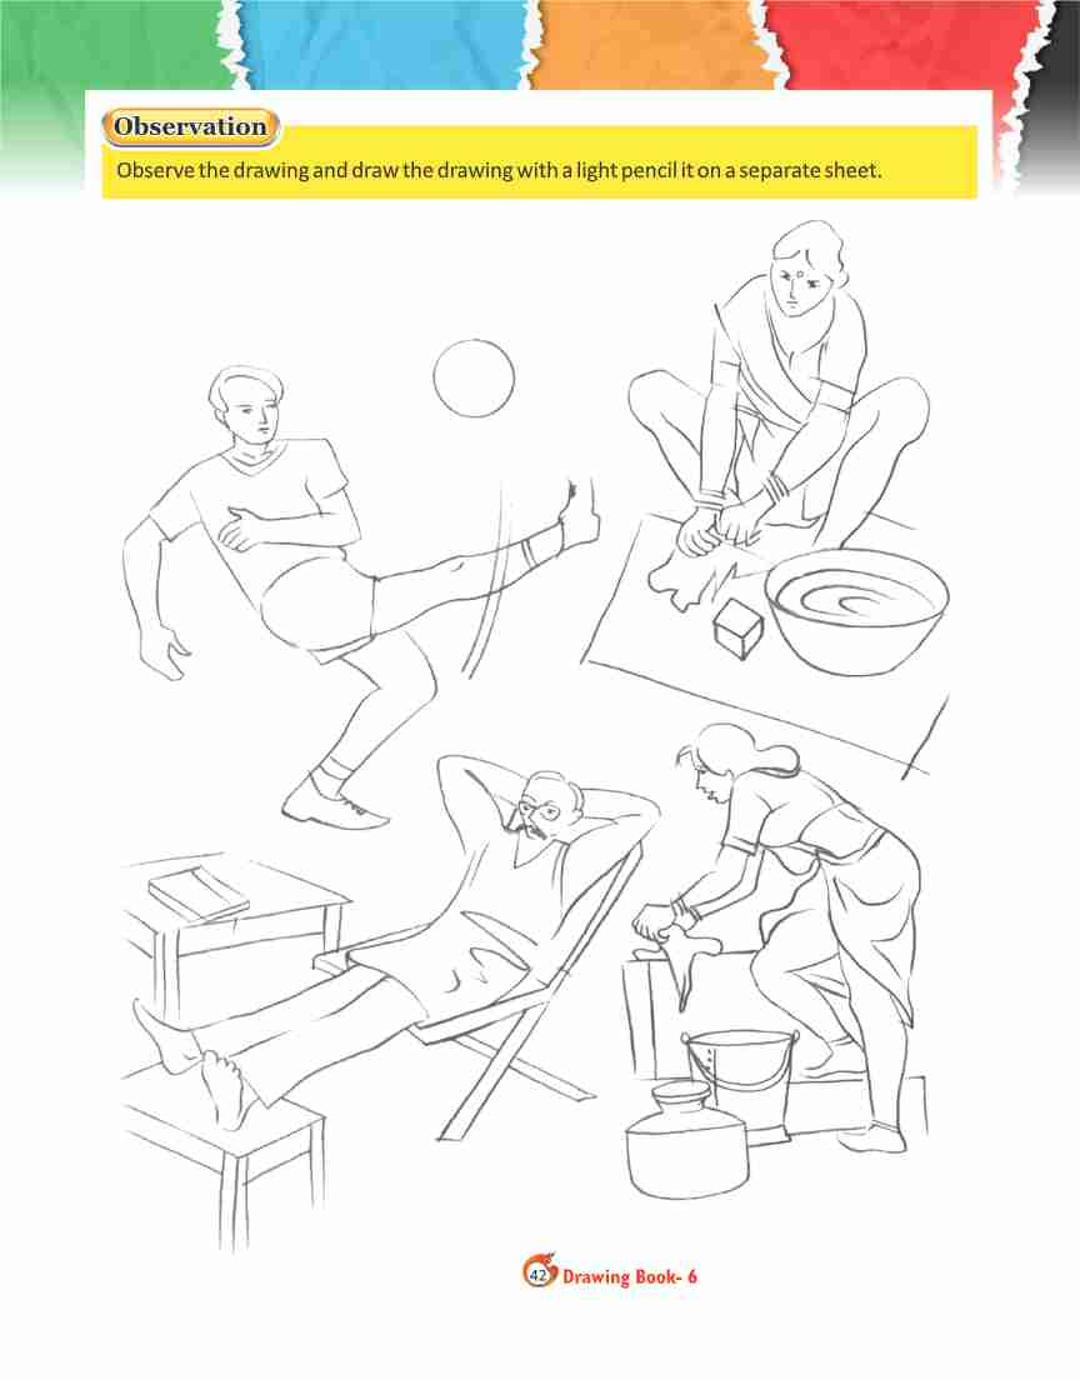 Observation
Observe the drawing and draw the drawing with a light pencil it on a separate sheet.
42 Drawing Book- 6